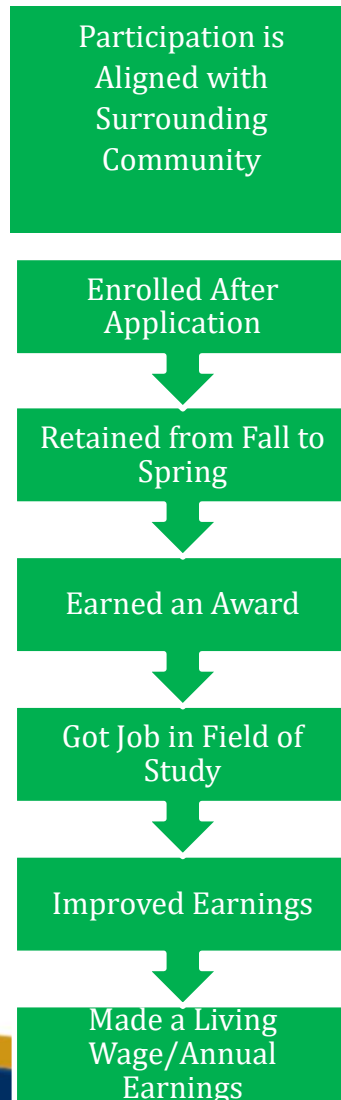 Participation is
Aligned with
Surrounding
Community
Enrolled After
Application
Retained from Fall to
Spring
Earned an Award
Got Job in Field of
Study
Improved Earnings
Made a Living
Wage/Annual
Earnings